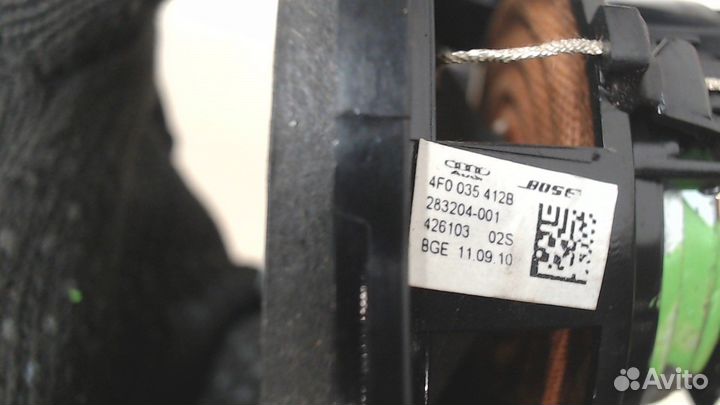 Audi BOSE
4F0 035 412B
283204-001
426103 02S
BGE 11.09.10
Avito